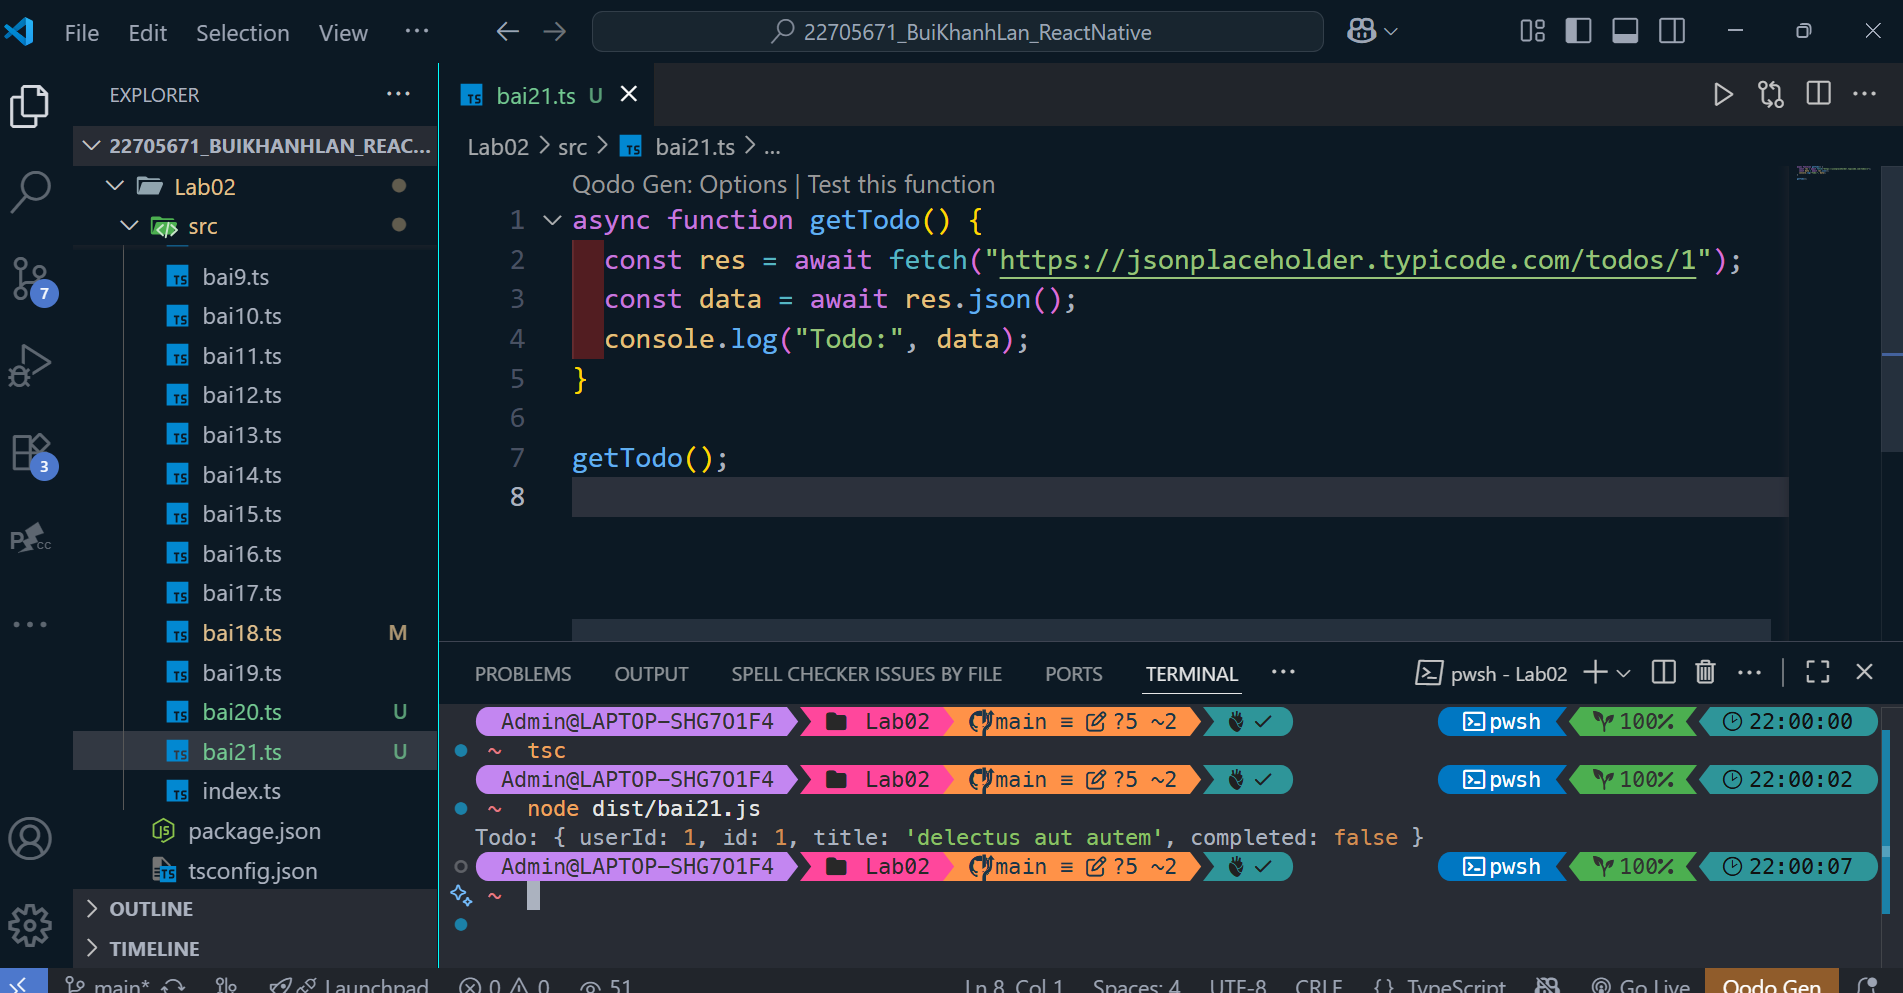 File Edit Selection View ··· 22705671_BuiKhanhLan_ReactNative
EXPLORER
22705671_BUIKHANHLAN_REAC...
Lab02
src
bai9.ts
bai10.ts
bai11.ts
bai12.ts
bai13.ts
bai14.ts
bai15.ts
bai16.ts
bai17.ts
bai18.ts M
bai19.ts
bai20.ts U
bai21.ts U
index.ts
package.json
tsconfig.json
OUTLINE
TIMELINE
7
3
bai21.ts U
Lab02 > src > TS bai21.ts > ...
Qodo Gen: Options | Test this function
1 async function getTodo() {
2 const res = await fetch("https://jsonplaceholder.typicode.com/todos/1");
3 const data = await res.json();
4 console.log("Todo:", data);
5 }
6
7 getTodo();
8
PROBLEMS OUTPUT SPELL CHECKER ISSUES BY FILE PORTS TERMINAL ··· pwsh - Lab02
Admin@LAPTOP-SHG7O1F4 Lab02 main ≡ ?5 ~2 pwsh 100% 22:00:00
~ tsc
Admin@LAPTOP-SHG7O1F4 Lab02 main ≡ ?5 ~2 pwsh 100% 22:00:02
~ node dist/bai21.js
Todo: { userId: 1, id: 1, title: 'delectus aut autem', completed: false }
Admin@LAPTOP-SHG7O1F4 Lab02 main ≡ ?5 ~2 pwsh 100% 22:00:07
~
main* Launchpad 0 0 51 Ln 8, Col 1 Spaces: 4 UTF-8 CRLF {} TypeScript Go Live Qodo Gen